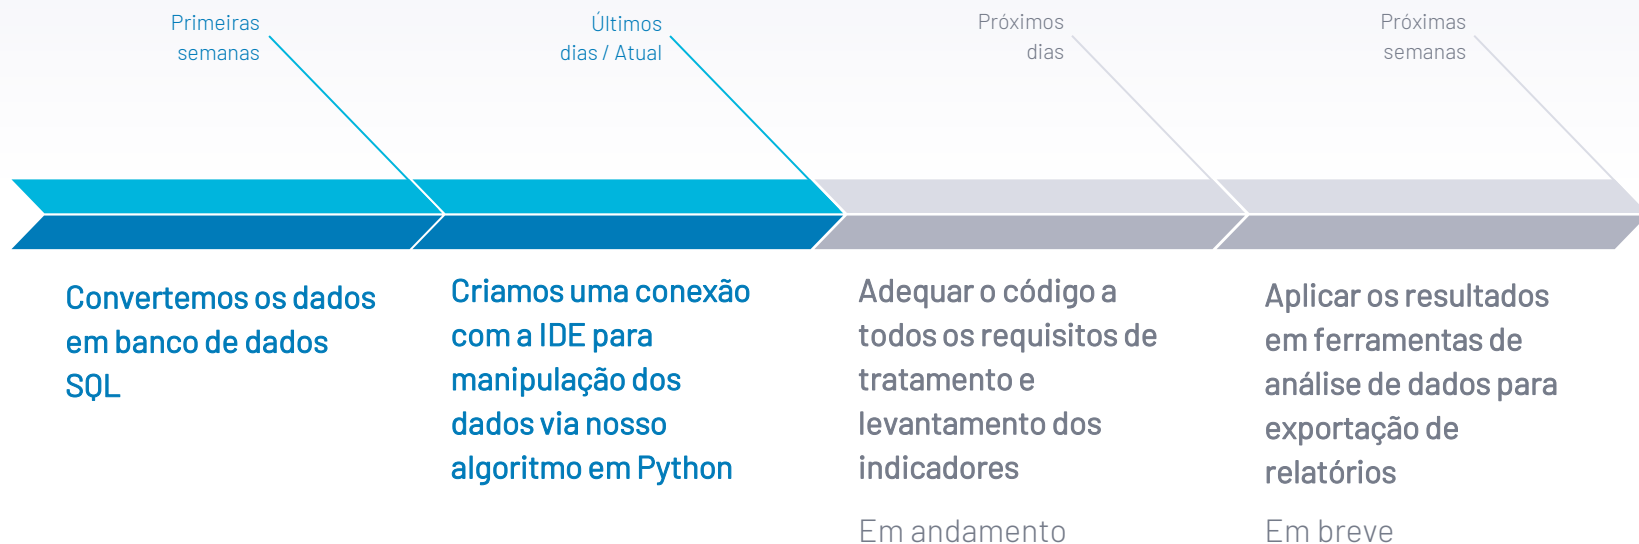 Primeiras
semanas
Últimos
dias / Atual
Próximos
dias
Próximas
semanas
Convertemos os dados
em banco de dados
SQL
Criamos uma conexão
com a IDE para
manipulação dos
dados via nosso
algoritmo em Python
Adequar o código a
todos os requisitos de
tratamento e
levantamento dos
indicadores
Em andamento
Aplicar os resultados
em ferramentas de
análise de dados para
exportação de
relatórios
Em breve